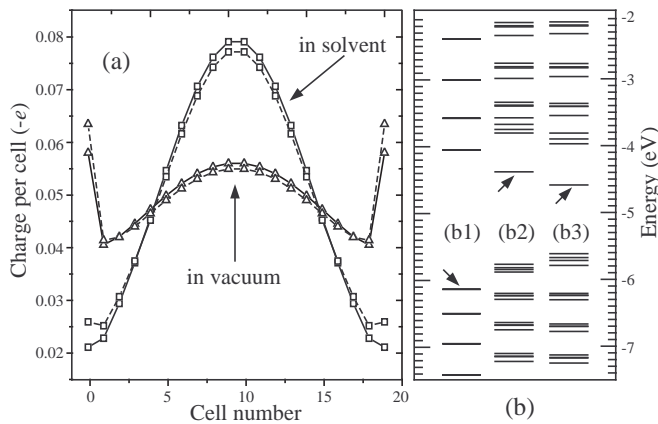 0.08
0.07
0.06
0.05
0.04
0.03
0.02
Charge per cell (-e)
(a)
in solvent
in vacuum
0
5
10
15
20
Cell number
(b1)
(b2)
(b3)
(b)
-2
-3
-4
-5
-6
-7
Energy (eV)